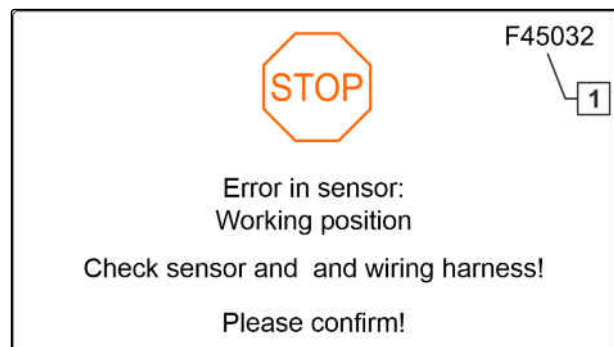 F45032
STOP
1
Error in sensor:
Working position
Check sensor and  and wiring harness!
Please confirm!